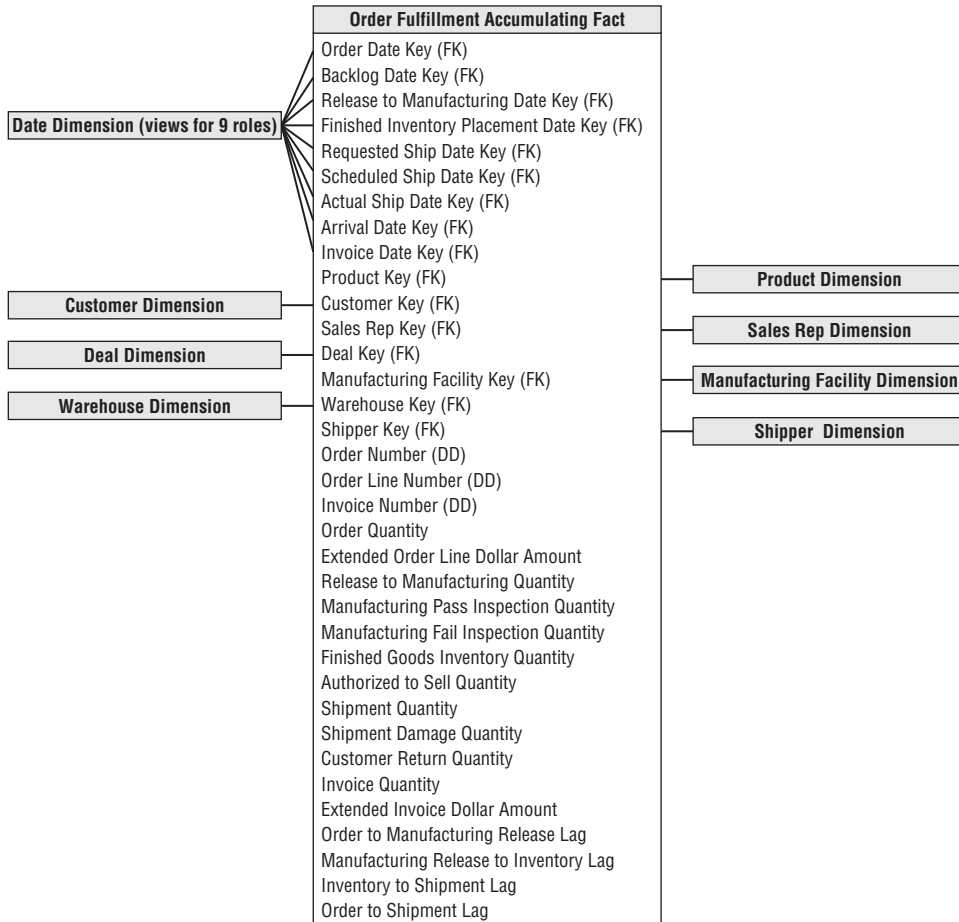 Order Fulfillment Accumulating Fact
Order Date Key (FK)
Backlog Date Key (FK)
Release to Manufacturing Date Key (FK)
Date Dimension (views for 9 roles)
Finished Inventory Placement Date Key (FK)
Requested Ship Date Key (FK)
Scheduled Ship Date Key (FK)
Actual Ship Date Key (FK)
Arrival Date Key (FK)
Invoice Date Key (FK)
Product Key (FK)
Product Dimension
Customer Dimension
Customer Key (FK)
Sales Rep Key (FK)
Sales Rep Dimension
Deal Dimension
Deal Key (FK)
Manufacturing Facility Key (FK)
Manufacturing Facility Dimension
Warehouse Dimension
Warehouse Key (FK)
Shipper Key (FK)
Shipper Dimension
Order Number (DD)
Order Line Number (DD)
Invoice Number (DD)
Order Quantity
Extended Order Line Dollar Amount
Release to Manufacturing Quantity
Manufacturing Pass Inspection Quantity
Manufacturing Fail Inspection Quantity
Finished Goods Inventory Quantity
Authorized to Sell Quantity
Shipment Quantity
Shipment Damage Quantity
Customer Return Quantity
Invoice Quantity
Extended Invoice Dollar Amount
Order to Manufacturing Release Lag
Manufacturing Release to Inventory Lag
Inventory to Shipment Lag
Order to Shipment Lag